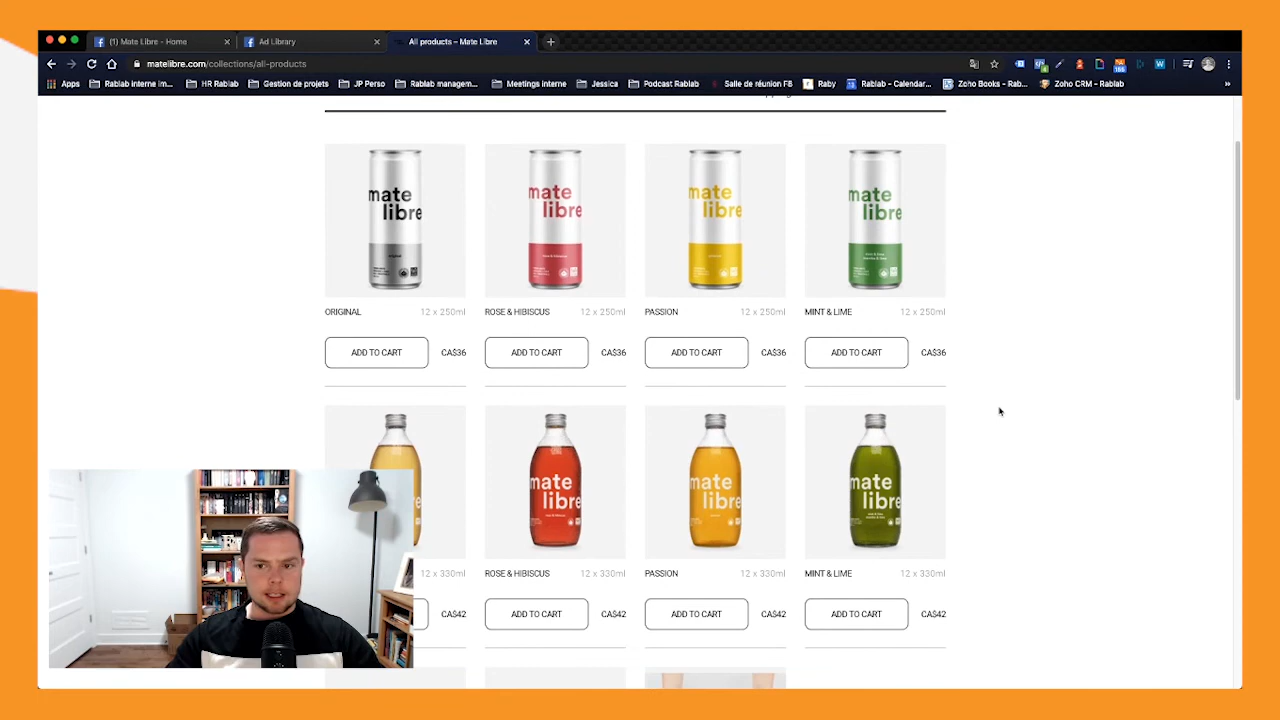 (1) Mate Libre - Home
Ad Library
All products – Mate Libre
matelibre.com/collections/all-products
Apps
Rablab interne im...
HR Rablab
Gestion de projets
JP Perso
Rablab managem...
Meetings interne
Jessica
Podcast Rablab
Salle de réunion F6
Raby
Rablab - Calendar...
Zoho Books - Rab...
Zoho CRM - Rablab
mate
libre
original
mate
libre
rose & hibiscus
mate
libre
mate
libre
ORIGINAL 12 x 250ml
ROSE & HIBISCUS 12 x 250ml
PASSION 12 x 250ml
MINT & LIME 12 x 250ml
ADD TO CART CA$36
ADD TO CART CA$36
ADD TO CART CA$36
ADD TO CART CA$36
mate
libre
mate
libre
mate
libre
12 x 330ml
ROSE & HIBISCUS 12 x 330ml
PASSION 12 x 330ml
MINT & LIME 12 x 330ml
CA$42
ADD TO CART CA$42
ADD TO CART CA$42
ADD TO CART CA$42